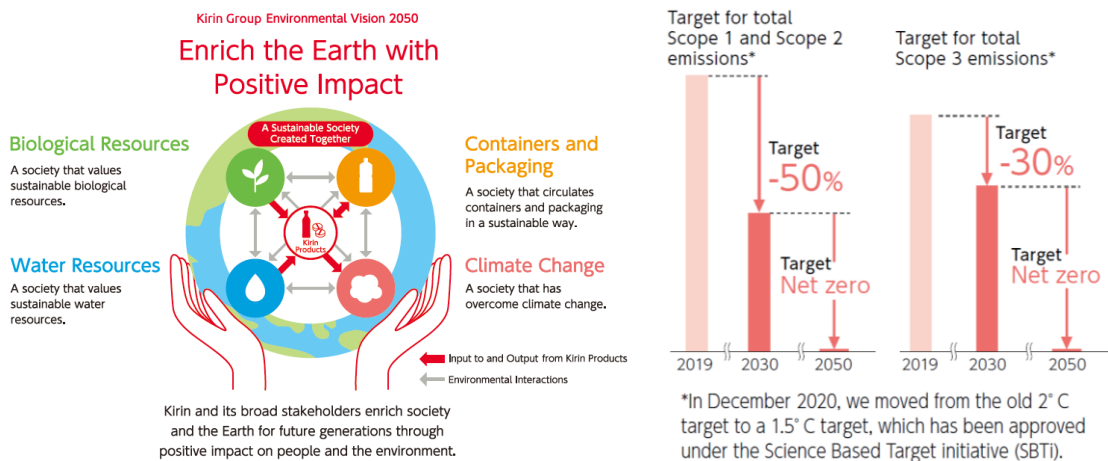 Kirin Group Environmental Vision 2050
Enrich the Earth with
Positive Impact
A Sustainable Society
Created Together
Biological Resources
A society that values
sustainable biological
resources.
Containers and
Packaging
A society that circulates
containers and packaging
in a sustainable way.
Kirin
Products
Water Resources
A society that values
sustainable water
resources.
Climate Change
A society that has
overcome climate change.
Input to and Output from Kirin Products
Environmental Interactions
Kirin and its broad stakeholders enrich society
and the Earth for future generations through
positive impact on people and the environment.
Target for total
Scope 1 and Scope 2
emissions*
Target
-50%
Target
Net zero
2019
2030
2050
Target for total
Scope 3 emissions*
Target
-30%
Target
Net zero
2019
2030
2050
*In December 2020, we moved from the old 2° C
target to a 1.5° C target, which has been approved
under the Science Based Target initiative (SBTi).